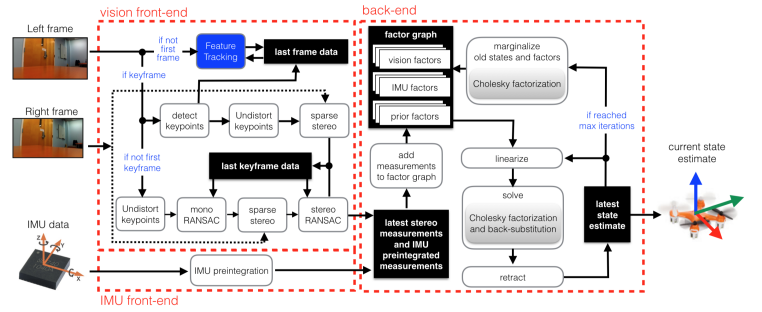 vision front-end
back-end
Left frame
if not
first
frame
Feature
Tracking
last frame data
if keyframe
Right frame
detect
keypoints
Undistort
keypoints
sparse
stereo
if not first
keyframe
last keyframe data
Undistort
keypoints
mono
RANSAC
sparse
stereo
stereo
RANSAC
IMU data
Z
Y
X
IMU preintegration
IMU front-end
factor graph
vision factors
IMU factors
prior factors
marginalize
old states and factors
Cholesky factorization
if reached
max iterations
add
measurements
to factor graph
linearize
solve
Cholesky factorization
and back-substitution
retract
latest stereo
measurements
and IMU
preintegrated
measurements
latest
state
estimate
current state
estimate